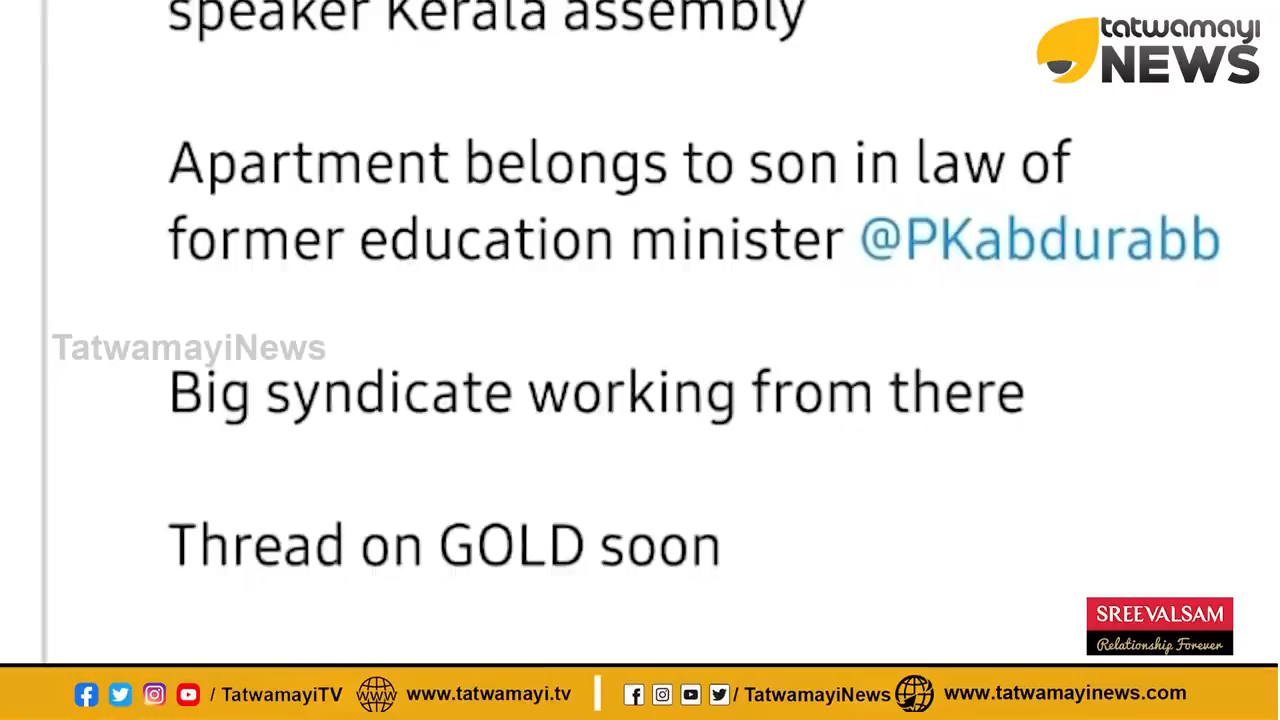 speaker Kerala assembly
tatwamayi
NEWS
Apartment belongs to son in law of
former education minister @PKabdurabb
TatwamayiNews
Big syndicate working from there
Thread on GOLD soon
SREEVALSAM
Relationship Forever
/ TatwamayiTV www.tatwamayi.tv / TatwamayiNews www.tatwamayinews.com